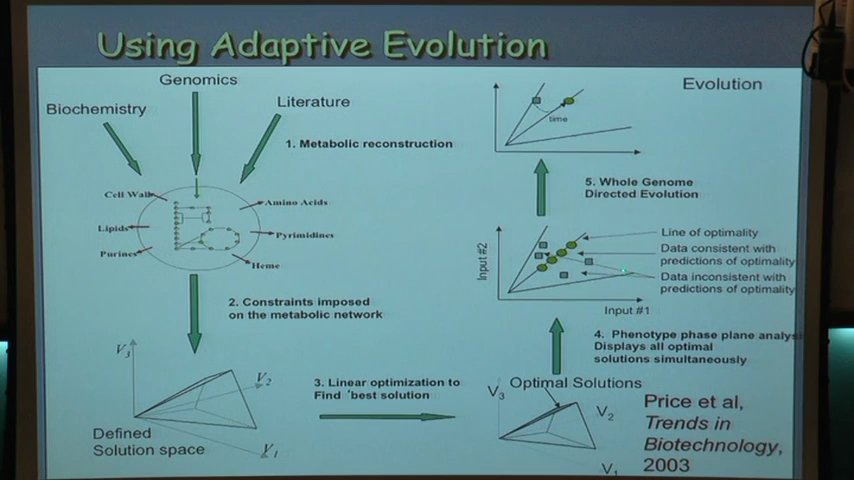 Using Adaptive Evolution
Genomics
Biochemistry
Literature
1. Metabolic reconstruction
Cell Wall
Amino Acids
Lipids
Pyrimidines
Purines
Heme
2. Constraints imposed
on the metabolic network
V3
V2
V1
Defined
Solution space
3. Linear optimization to
Find 'best solution
Optimal Solutions
V3
V2
V1
4. Phenotype phase plane analysi
Displays all optimal
solutions simultaneously
Input #2
Input #1
Line of optimality
Data consistent with
predictions of optimality
Data inconsistent with
predictions of optimality
5. Whole Genome
Directed Evolution
time
Evolution
Price et al,
Trends in
Biotechnology,
2003